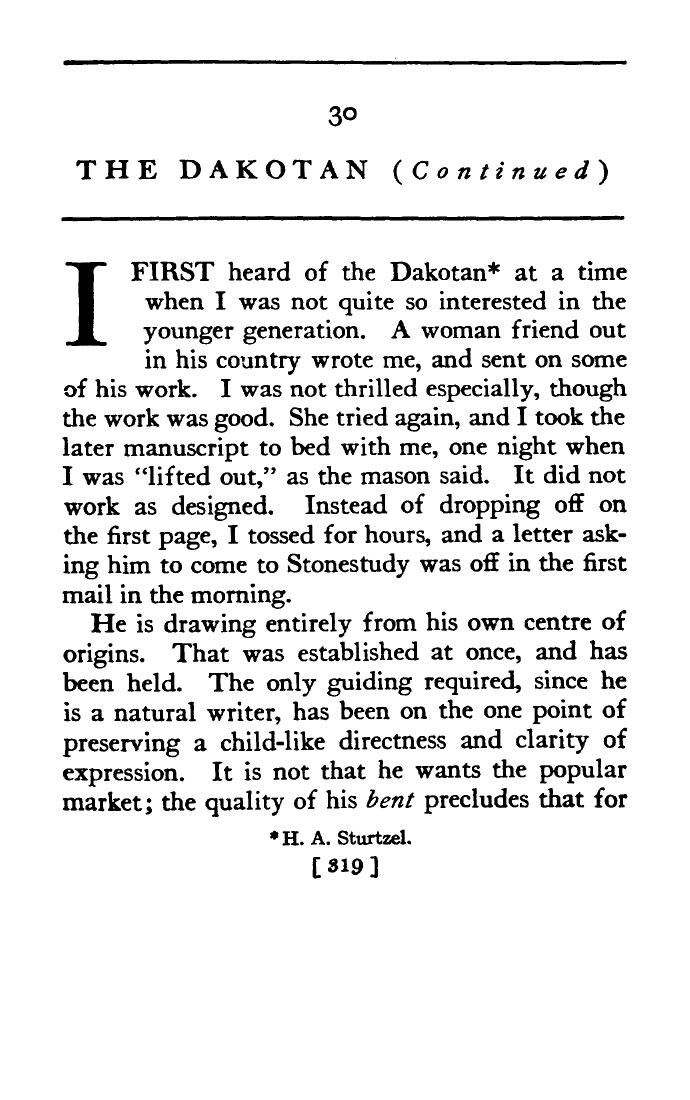 30
THE DAKOTAN (Continued)
I FIRST heard of the Dakotan* at a time
when I was not quite so interested in the
younger generation. A woman friend out
in his country wrote me, and sent on some
of his work. I was not thrilled especially, though
the work was good. She tried again, and I took the
later manuscript to bed with me, one night when
I was “lifted out,” as the mason said. It did not
work as designed. Instead of dropping off on
the first page, I tossed for hours, and a letter ask-
ing him to come to Stonestudy was off in the first
mail in the morning.
He is drawing entirely from his own centre of
origins. That was established at once, and has
been held. The only guiding required, since he
is a natural writer, has been on the one point of
preserving a child-like directness and clarity of
expression. It is not that he wants the popular
market; the quality of his bent precludes that for
*H. A. Sturtzel.
[319]